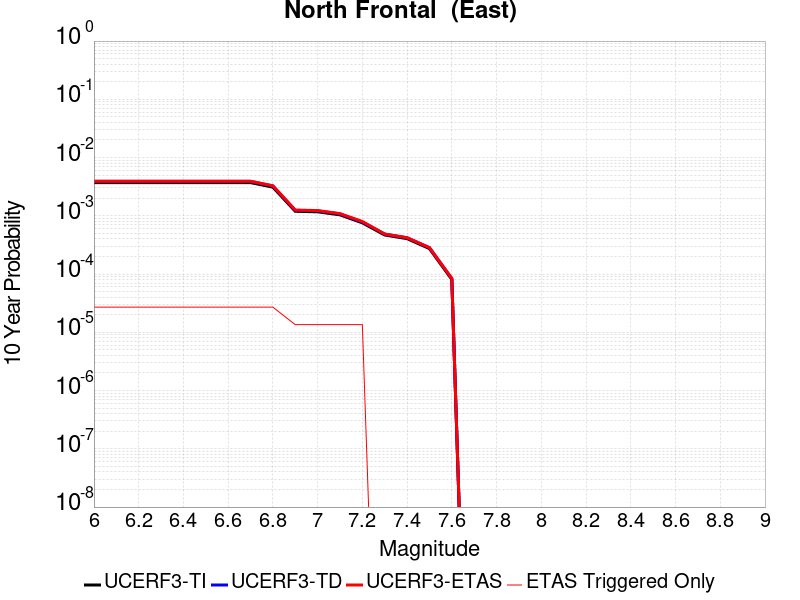 North Frontal  (East)
10^0
10^-1
10^-2
10^-3
10^-4
10^-5
10^-6
10^-7
10^-8
10 Year Probability
6 6.2 6.4 6.6 6.8 7 7.2 7.4 7.6 7.8 8 8.2 8.4 8.6 8.8 9
Magnitude
UCERF3-TI UCERF3-TD UCERF3-ETAS ETAS Triggered Only